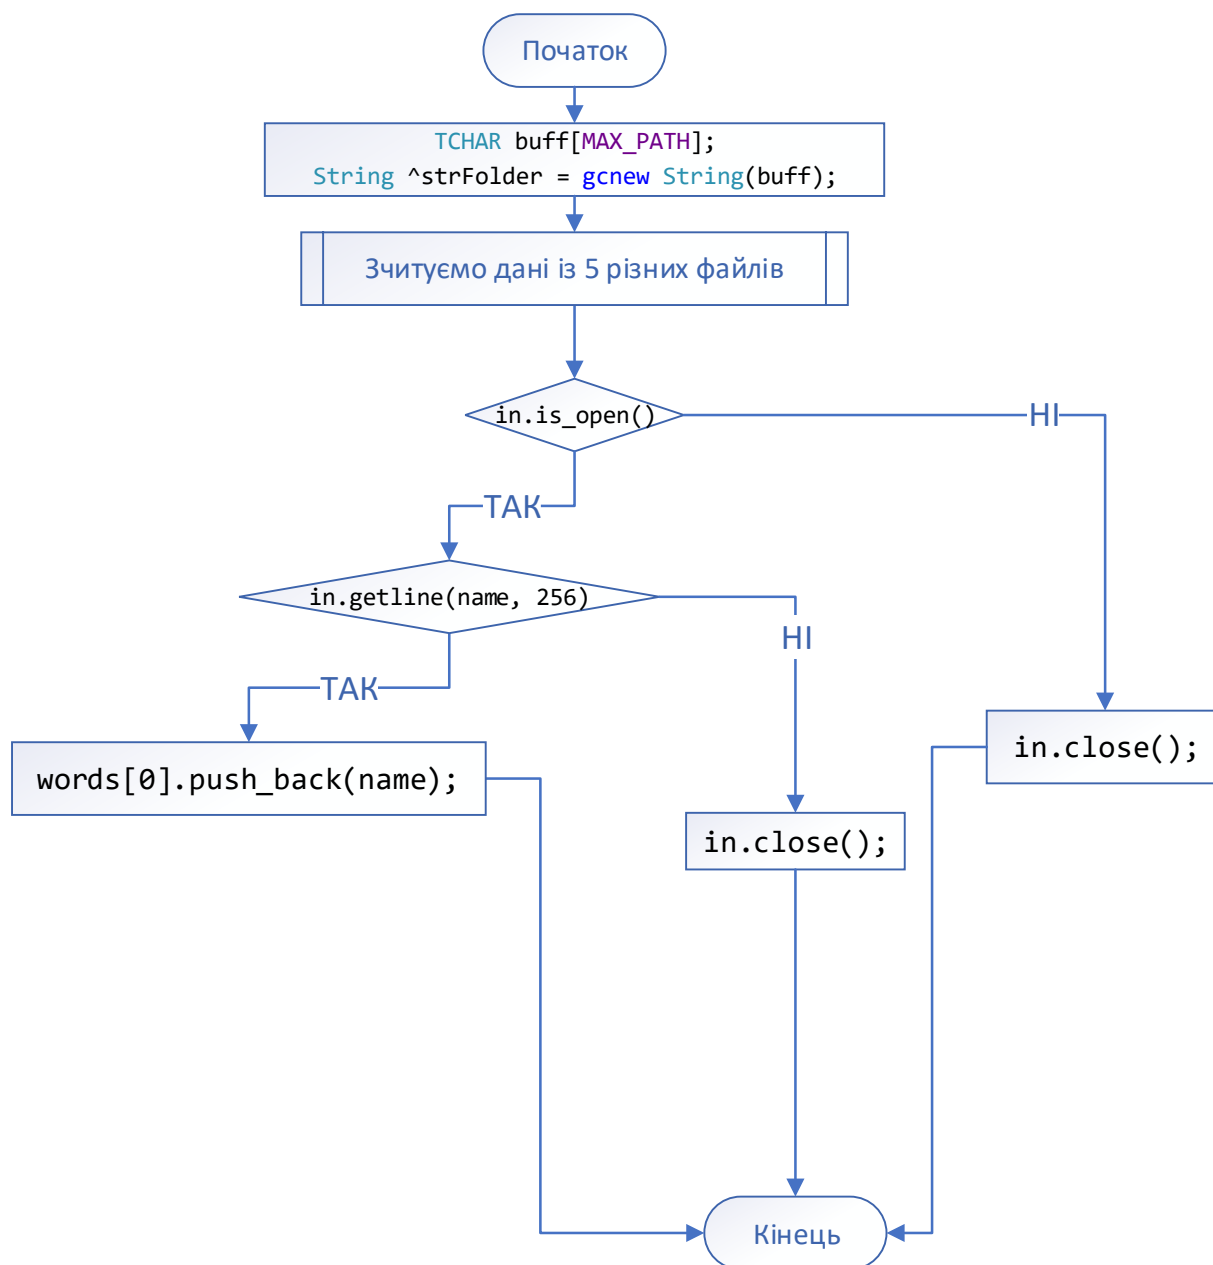 Початок
TCHAR buff[MAX_PATH];
String ^strFolder = gcnew String(buff);
Зчитуємо дані із 5 різних файлів
in.is_open()
НІ
ТАК
in.getline(name, 256)
НІ
ТАК
words[0].push_back(name);
in.close();
in.close();
Кінець